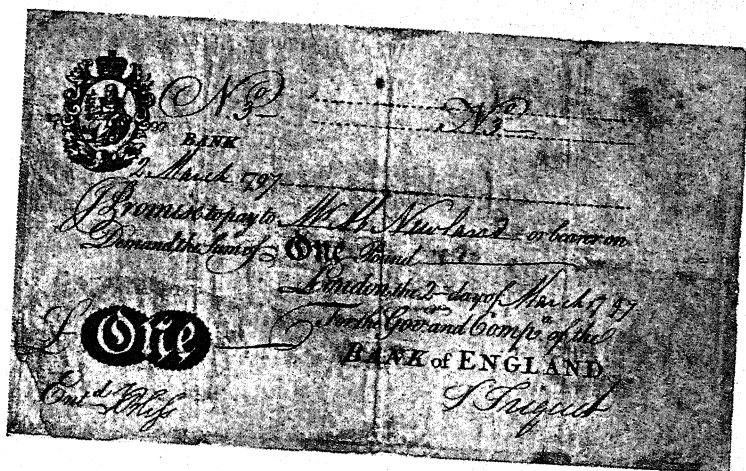 No 3 No 3
BANK
2 March 1797
I Promise to pay to Mr Ab Newland or bearer on
Demand the Sum of One Pound
London the 2 day of March 1797
For the Govr and Compa of the
£ One
BANK of ENGLAND
Entd